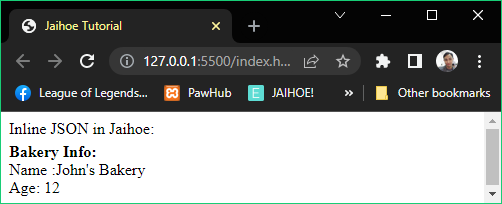 Jaihoe Tutorial
127.0.0.1:5500/index.h...
League of Legends... PawHub JAIHOE! » Other bookmarks
Inline JSON in Jaihoe:
Bakery Info:
Name :John's Bakery
Age: 12